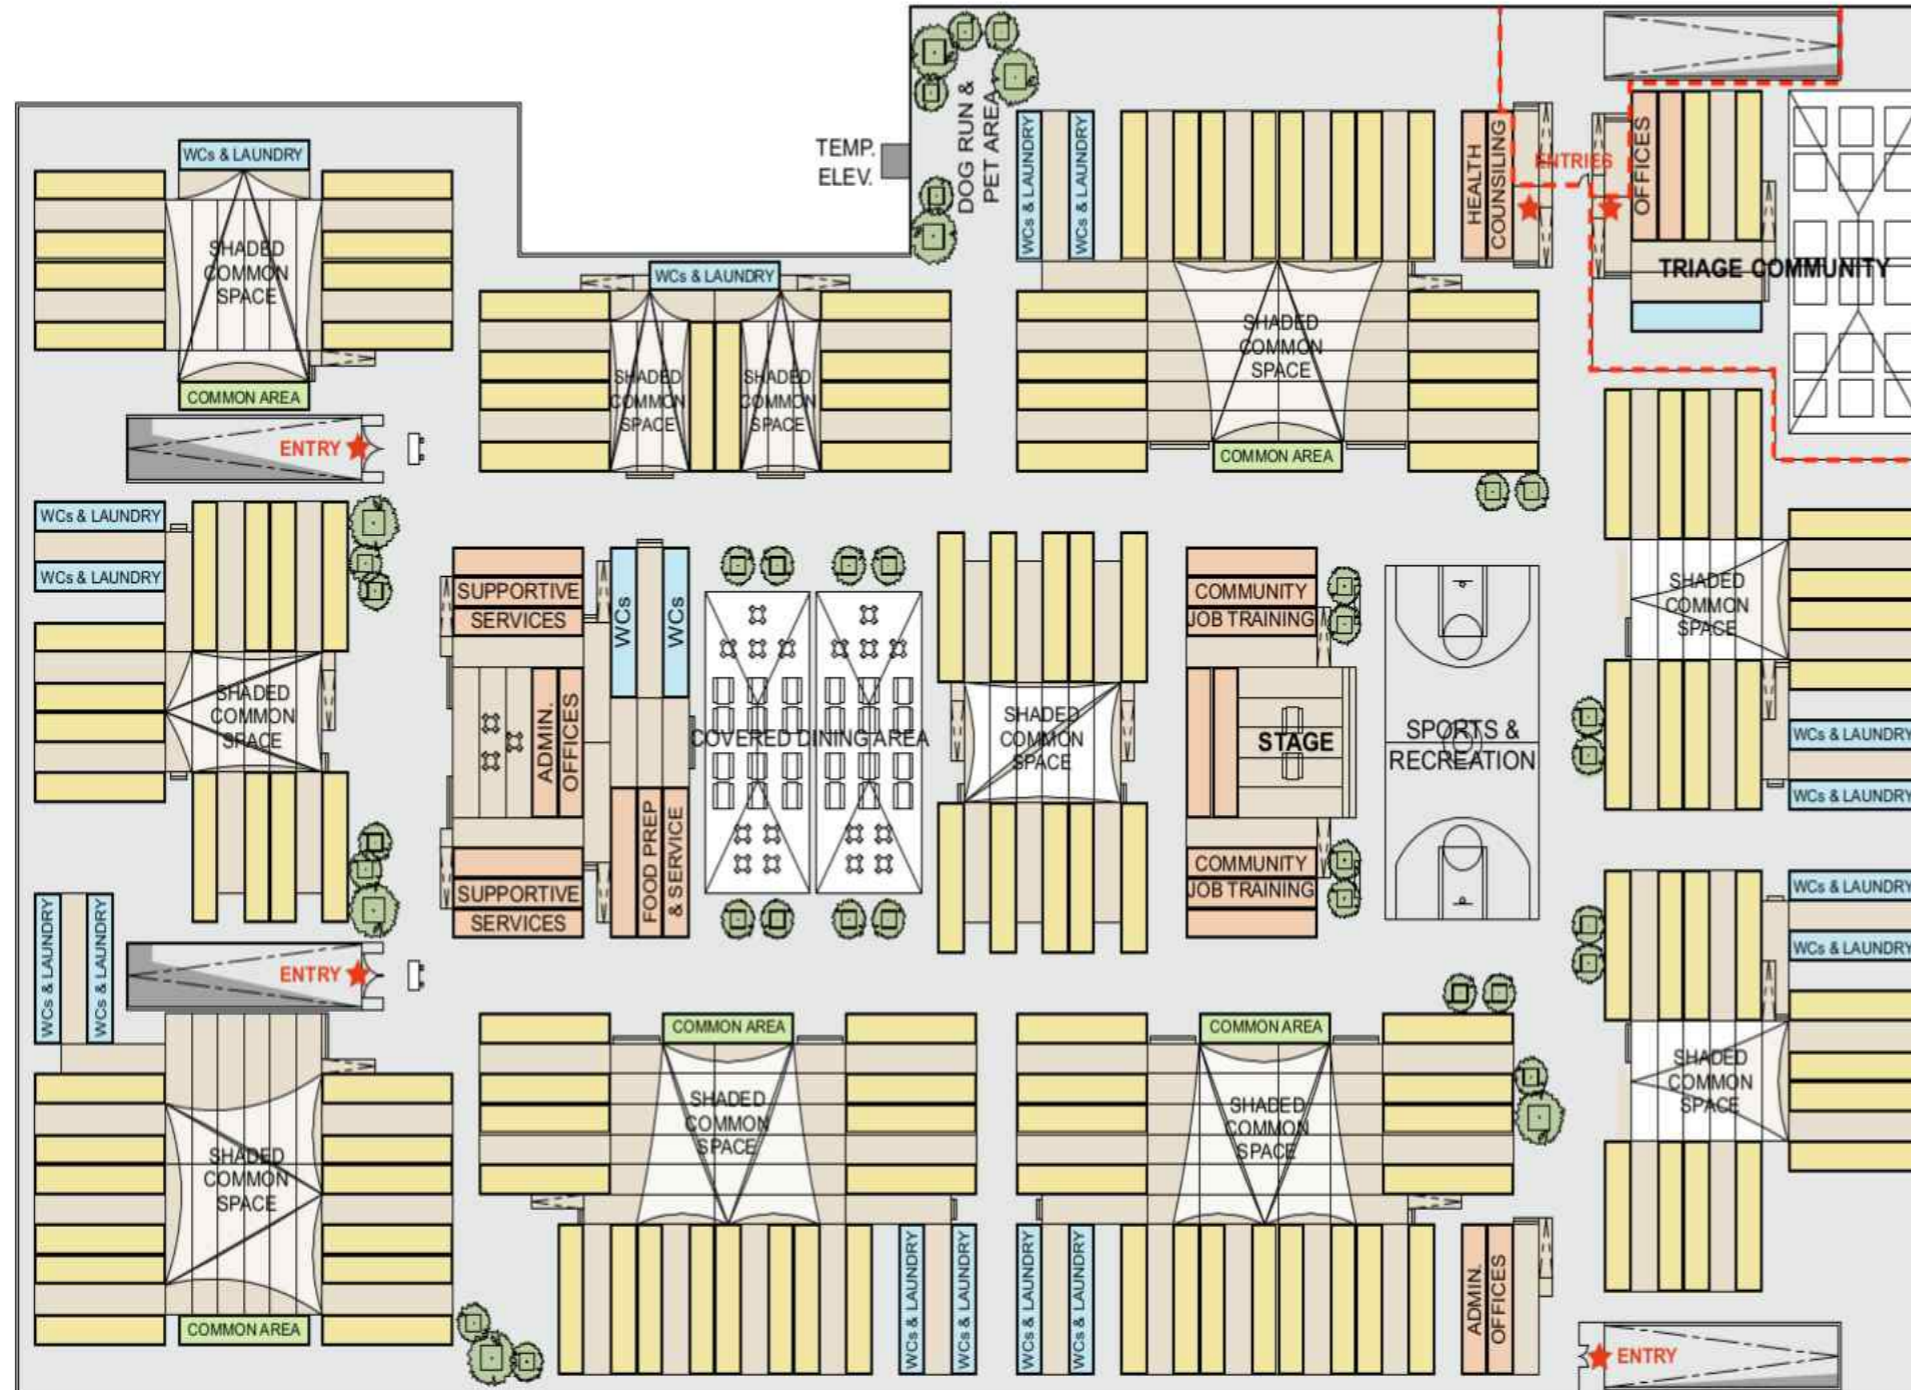 WCs & LAUNDRY
SHADED
COMMON
SPACE
COMMON AREA
ENTRY
TEMP.
ELEV.
DOG RUN &
PET AREA
WCs & LAUNDRY
SHADED
COMMON
SPACE
SHADED
COMMON
SPACE
WCs & LAUNDRY
WCs & LAUNDRY
SHADED
COMMON
SPACE
COMMON AREA
HEALTH
COUNSILING
ENTRIES
OFFICES
TRIAGE COMMUNITY
WCs & LAUNDRY
WCs & LAUNDRY
SHADED
COMMON
SPACE
SUPPORTIVE
SERVICES
WCs
WCs
ADMIN.
OFFICES
COVERED DINING AREA
FOOD PREP
& SERVICE
SUPPORTIVE
SERVICES
SHADED
COMMON
SPACE
COMMUNITY
JOB TRAINING
STAGE
COMMUNITY
JOB TRAINING
SPORTS &
RECREATION
SHADED
COMMON
SPACE
WCs & LAUNDRY
WCs & LAUNDRY
WCs & LAUNDRY
WCs & LAUNDRY
SHADED
COMMON
SPACE
WCs & LAUNDRY
WCs & LAUNDRY
ENTRY
SHADED
COMMON
SPACE
COMMON AREA
COMMON AREA
SHADED
COMMON
SPACE
WCs & LAUNDRY
WCs & LAUNDRY
COMMON AREA
SHADED
COMMON
SPACE
WCs & LAUNDRY
WCs & LAUNDRY
ADMIN.
OFFICES
ENTRY